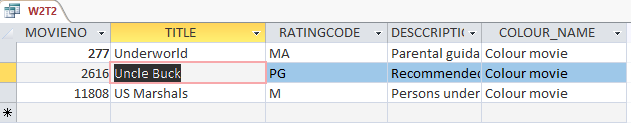 W2T2
MOVIENO TITLE RATINGCODE DESCCRIPTIO COLOUR_NAME
277 Underworld MA Parental guida Colour movie
2616 Uncle Buck PG Recommended Colour movie
11808 US Marshals M Persons under Colour movie